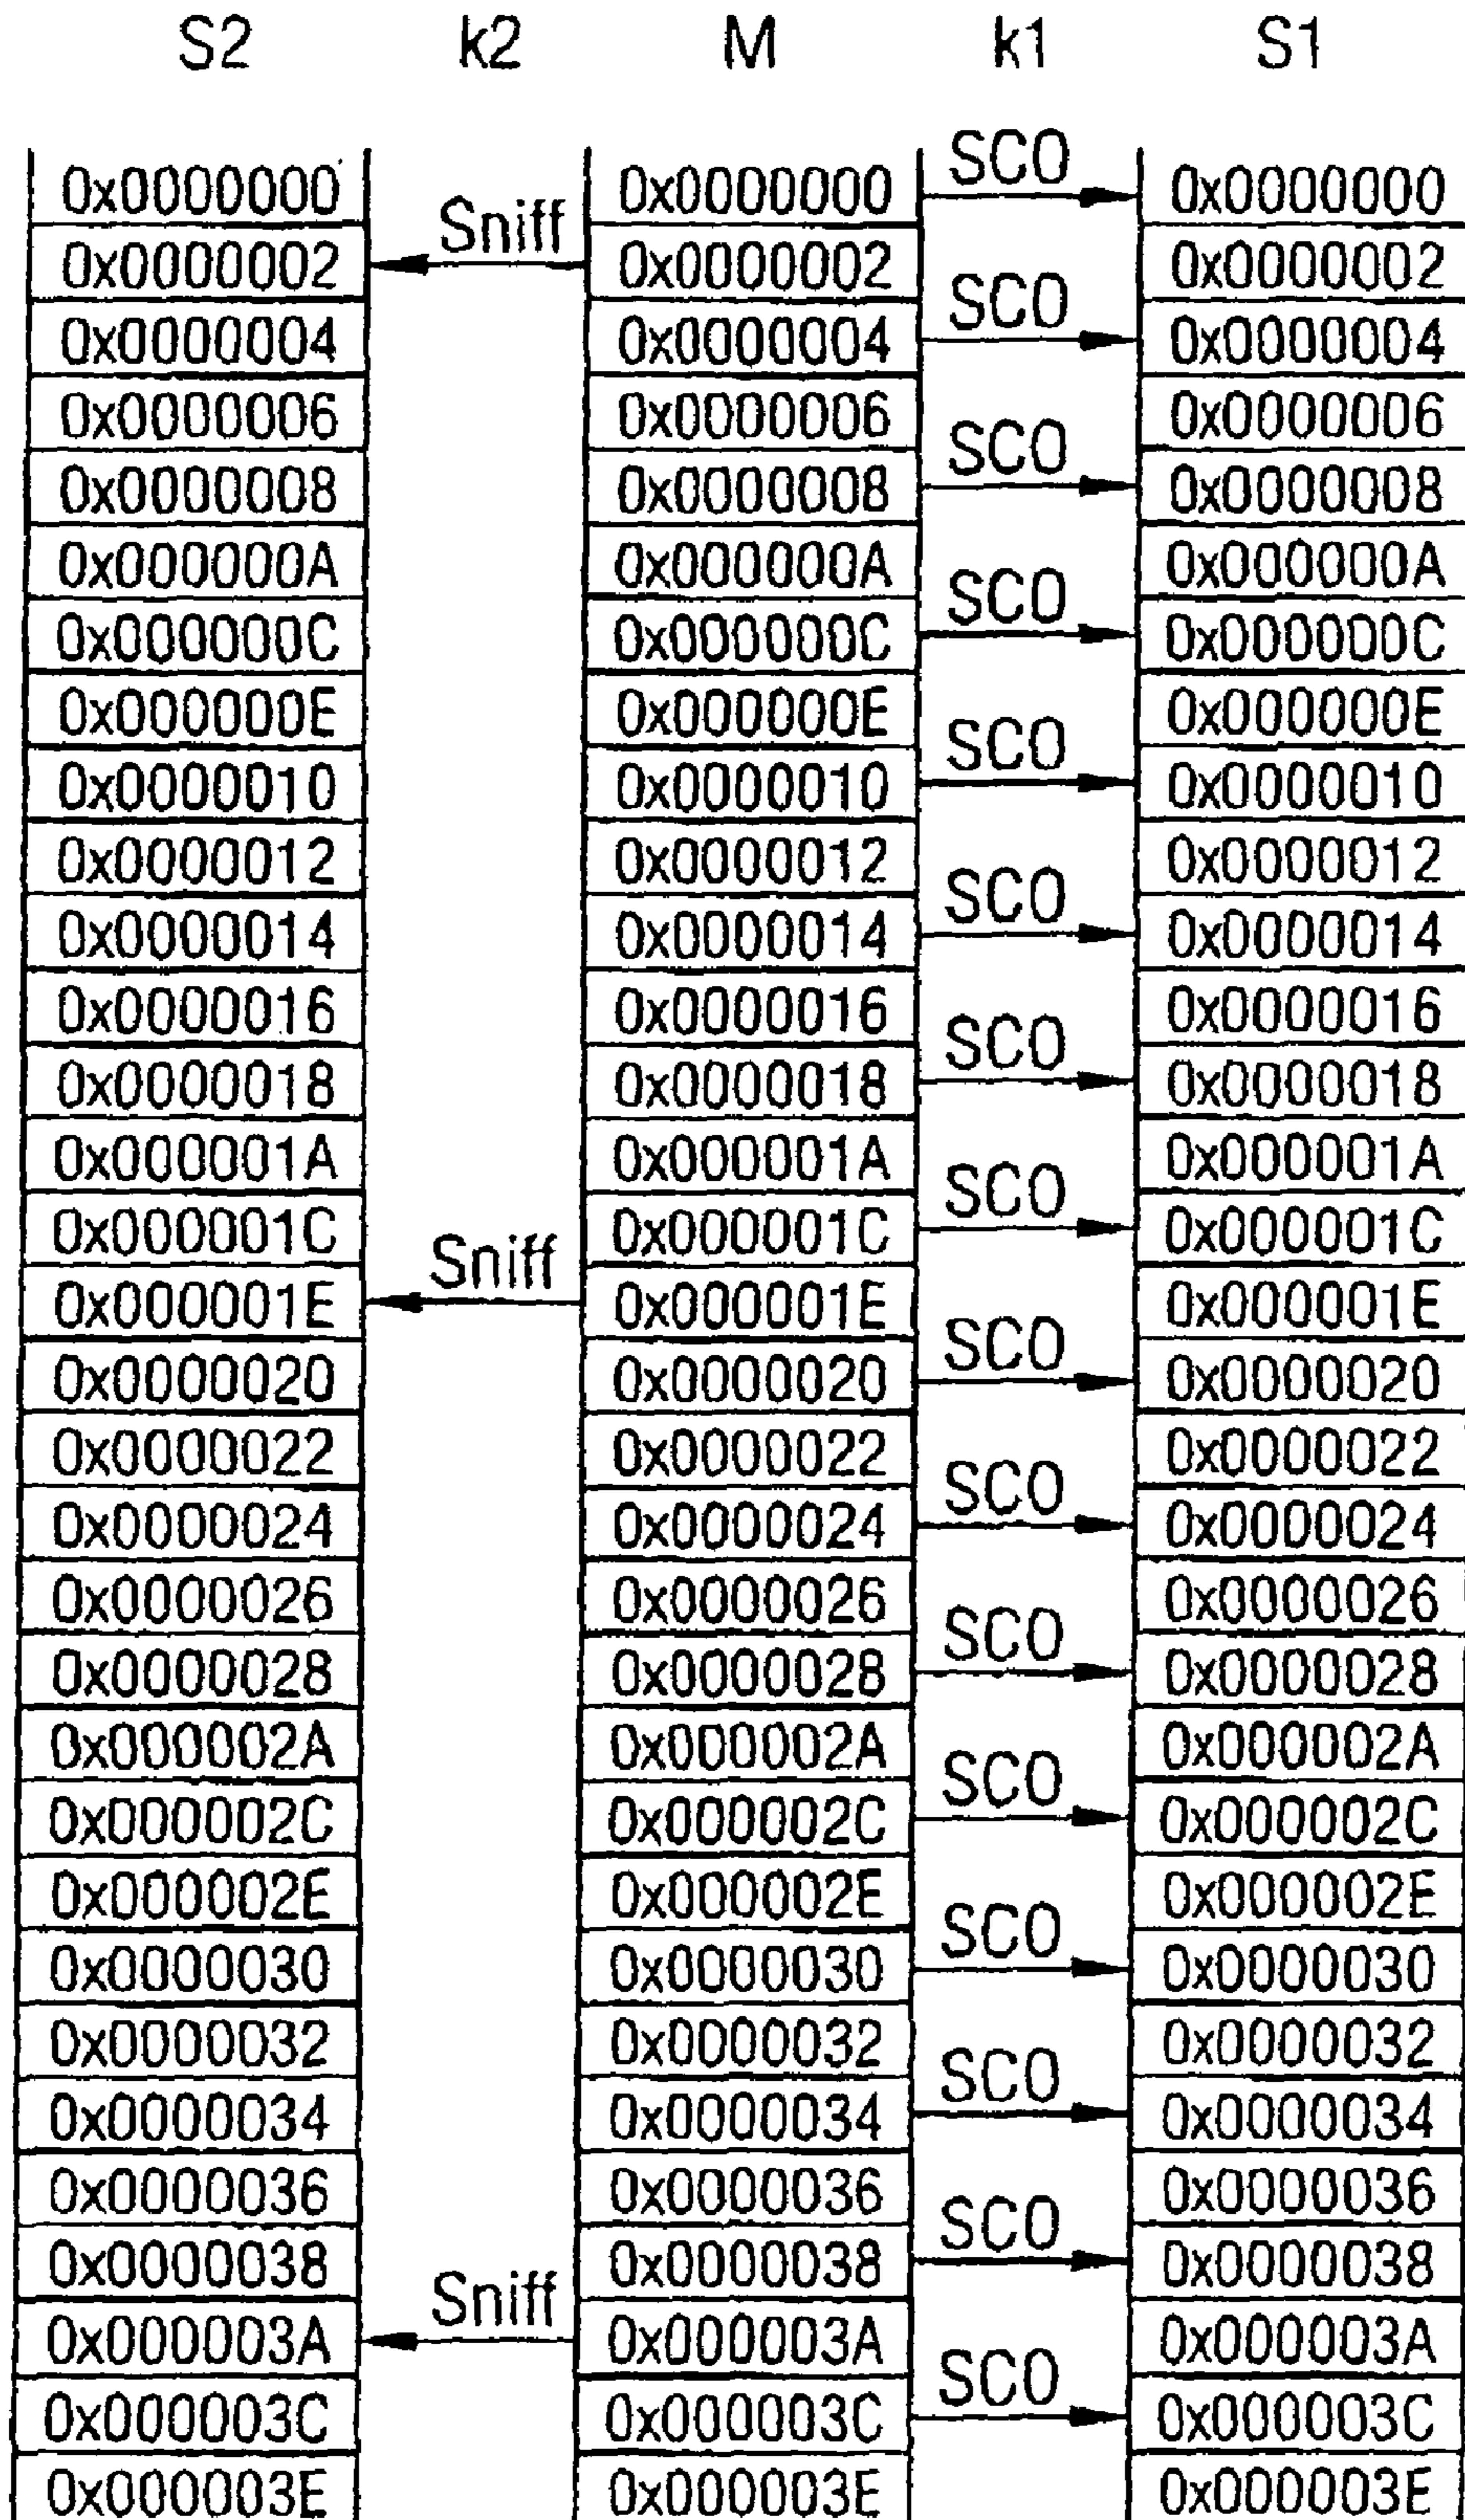 S2 k2 M k1 S1
SCO
0x0000000 0x0000000 0x0000000
Sniff
0x0000002 0x0000002 0x0000002
SCO
0x0000004 0x0000004 0x0000004
0x0000006 0x0000006 0x0000006
SCO
0x0000008 0x0000008 0x0000008
0x000000A 0x000000A 0x000000A
SCO
0x000000C 0x000000C 0x000000C
0x000000E 0x000000E 0x000000E
SCO
0x0000010 0x0000010 0x0000010
0x0000012 0x0000012 0x0000012
SCO
0x0000014 0x0000014 0x0000014
0x0000016 0x0000016 0x0000016
SCO
0x0000018 0x0000018 0x0000018
0x000001A 0x000001A 0x000001A
SCO
0x000001C 0x000001C 0x000001C
Sniff
0x000001E 0x000001E 0x000001E
SCO
0x0000020 0x0000020 0x0000020
0x0000022 0x0000022 0x0000022
SCO
0x0000024 0x0000024 0x0000024
0x0000026 0x0000026 0x0000026
SCO
0x0000028 0x0000028 0x0000028
0x000002A 0x000002A 0x000002A
SCO
0x000002C 0x000002C 0x000002C
0x000002E 0x000002E 0x000002E
SCO
0x0000030 0x0000030 0x0000030
0x0000032 0x0000032 0x0000032
SCO
0x0000034 0x0000034 0x0000034
0x0000036 0x0000036 0x0000036
SCO
0x0000038 0x0000038 0x0000038
Sniff
0x000003A 0x000003A 0x000003A
SCO
0x000003C 0x000003C 0x000003C
0x000003E 0x000003E 0x000003E